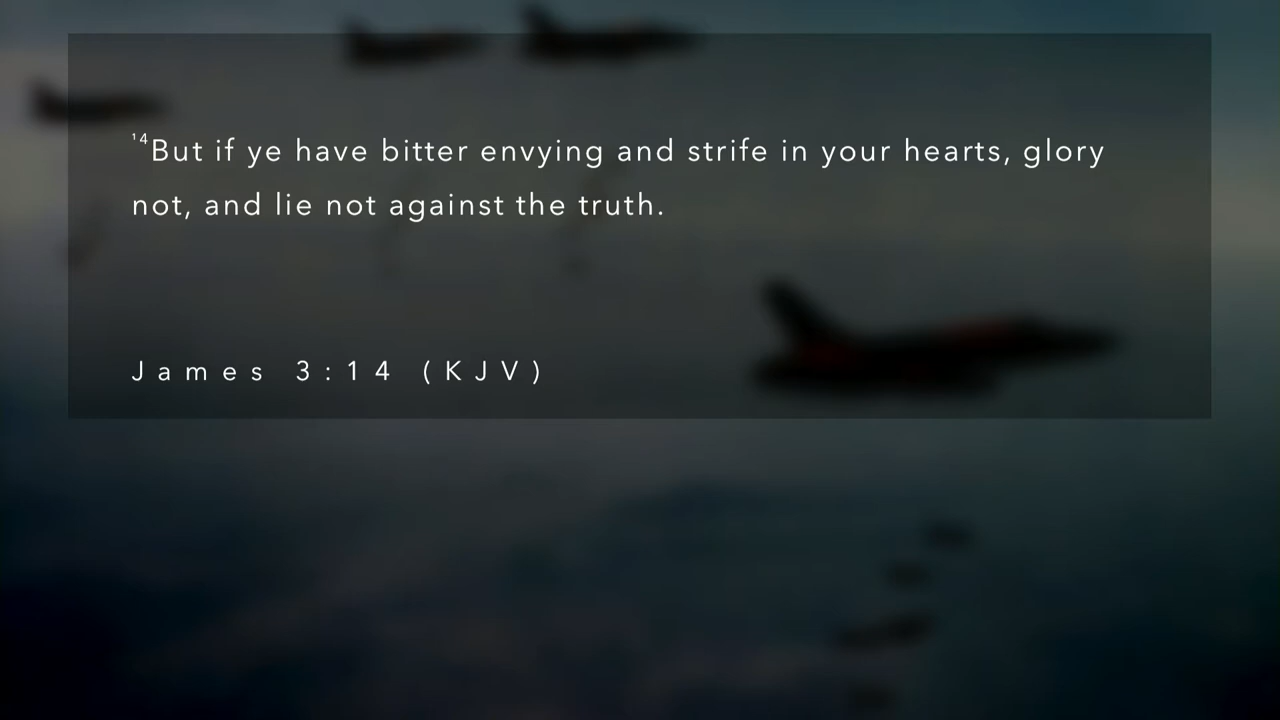 ¹⁴But if ye have bitter envying and strife in your hearts, glory
not, and lie not against the truth.
James 3:14 (KJV)